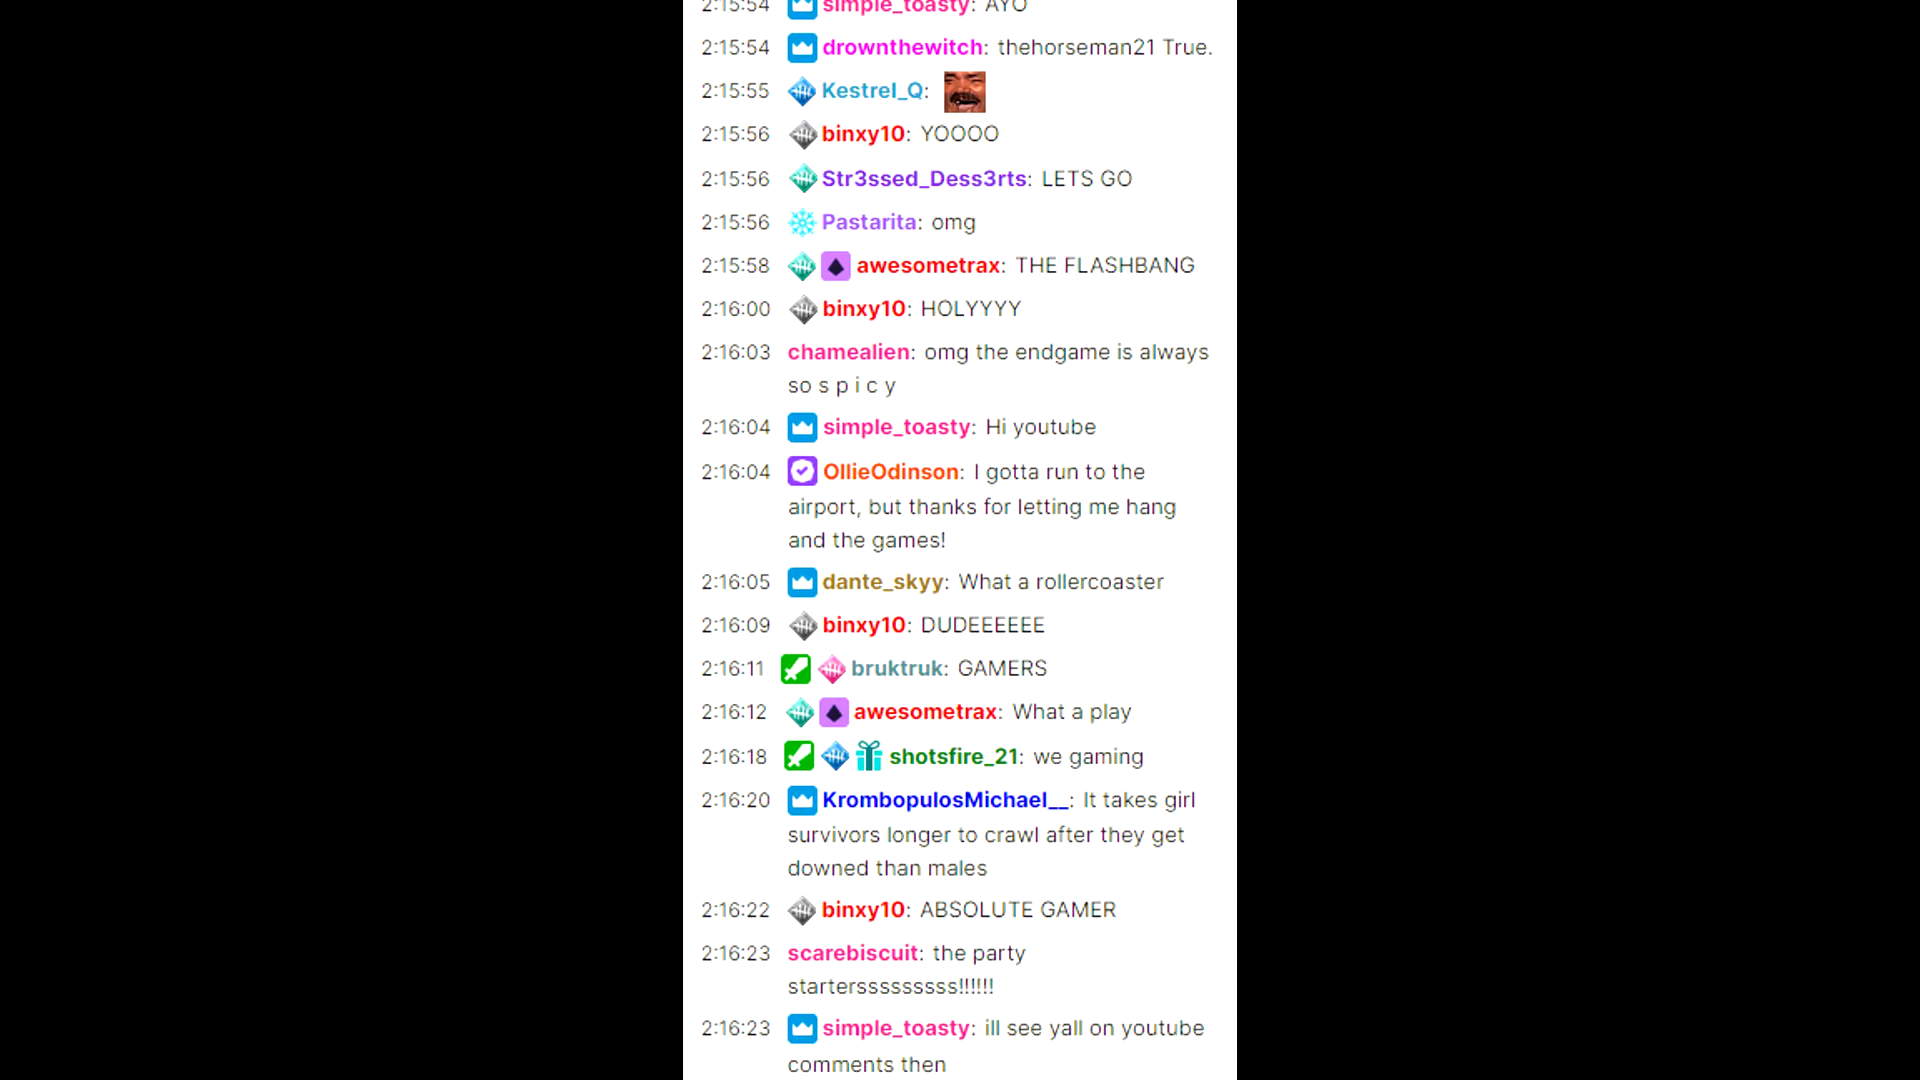 2:15:54 simple_toasty: AYO
2:15:54 drownthewitch: thehorseman21 True.
2:15:55 Kestrel_Q:
2:15:56 binxy10: YOOOO
2:15:56 Str3ssed_Dess3rts: LETS GO
2:15:56 Pastarita: omg
2:15:58 awesometrax: THE FLASHBANG
2:16:00 binxy10: HOLYYYY
2:16:03 chamealien: omg the endgame is always
so s p i c y
2:16:04 simple_toasty: Hi youtube
2:16:04 OllieOdinson: I gotta run to the
airport, but thanks for letting me hang
and the games!
2:16:05 dante_skyy: What a rollercoaster
2:16:09 binxy10: DUDEEEEEE
2:16:11 bruktruk: GAMERS
2:16:12 awesometrax: What a play
2:16:18 shotsfire_21: we gaming
2:16:20 KrombopulosMichael__: It takes girl
survivors longer to crawl after they get
downed than males
2:16:22 binxy10: ABSOLUTE GAMER
2:16:23 scarebiscuit: the party
starterssssssssss!!!!!!
2:16:23 simple_toasty: ill see yall on youtube
comments then